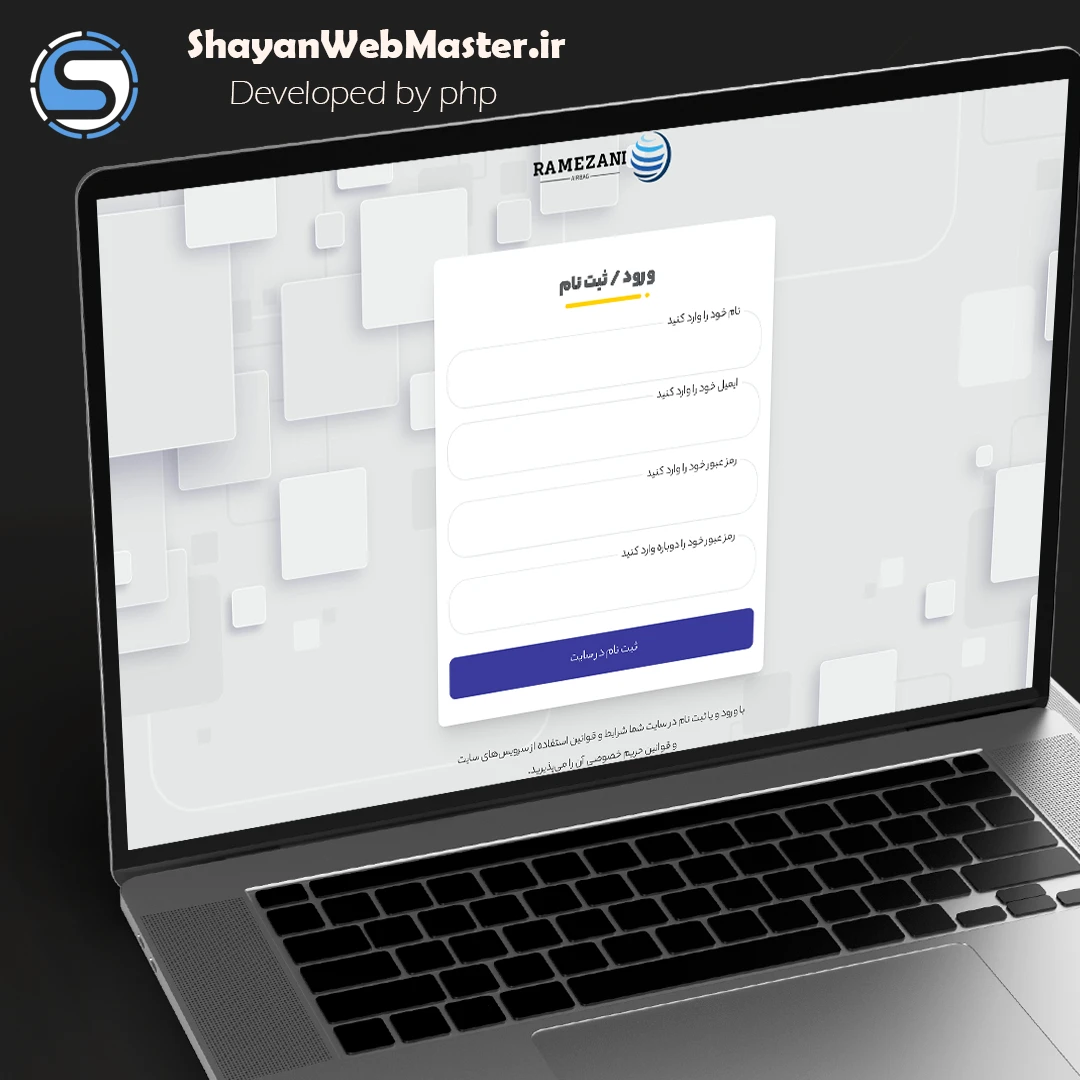 ShayanWebMaster.ir
Developed by php
RAMEZANI
AIRBAG
ورود / ثبت نام
نام خود را وارد کنید
ایمیل خود را وارد کنید
رمز عبور خود را وارد کنید
رمز عبور خود را دوباره وارد کنید
ثبت نام در سایت
با ورود و یا ثبت نام در سایت شما شرایط و قوانین استفاده از سرویس‌های سایت
و قوانین حریم خصوصی آن را می‌پذیرید.